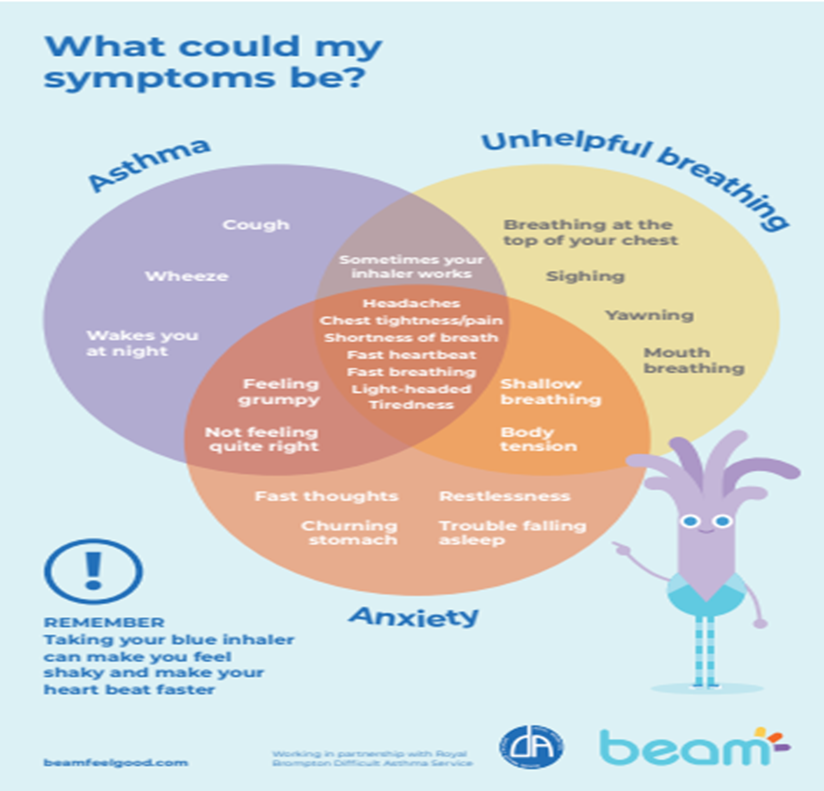 What could my
symptoms be?
Asthma
Unhelpful breathing
Cough
Wheeze
Wakes you
at night
Sometimes your
inhaler works
Breathing at the
top of your chest
Sighing
Yawning
Mouth
breathing
Headaches
Chest tightness/pain
Shortness of breath
Fast heartbeat
Fast breathing
Light-headed
Tiredness
Feeling
grumpy
Not feeling
quite right
Shallow
breathing
Body
tension
Fast thoughts
Churning
stomach
Restlessness
Trouble falling
asleep
Anxiety
!
REMEMBER
Taking your blue inhaler
can make you feel
shaky and make your
heart beat faster
beamfeelgood.com
Working in partnership with Royal
Brompton Difficult Asthma Service
DA
beam